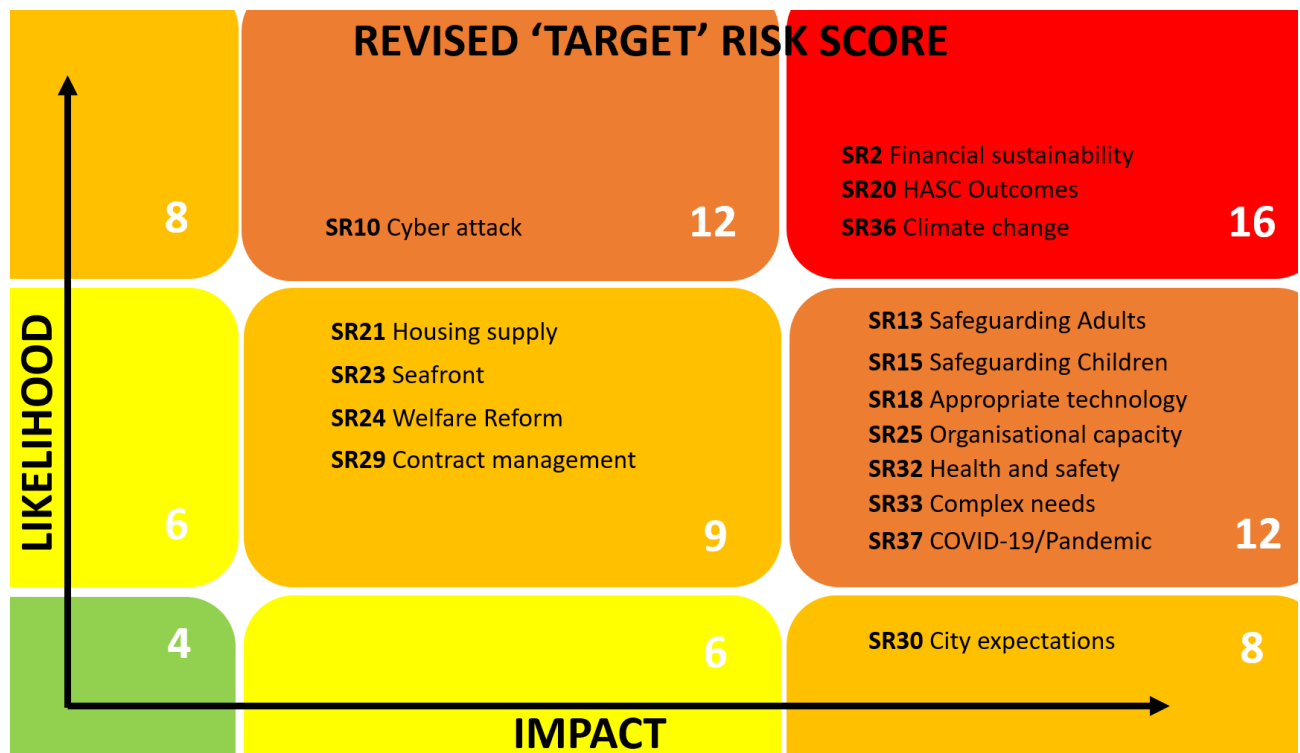 REVISED ‘TARGET’ RISK SCORE
8
SR10 Cyber attack
12
SR2 Financial sustainability
SR20 HASC Outcomes
SR36 Climate change
16
LIKELIHOOD
6
SR21 Housing supply
SR23 Seafront
SR24 Welfare Reform
SR29 Contract management
9
SR13 Safeguarding Adults
SR15 Safeguarding Children
SR18 Appropriate technology
SR25 Organisational capacity
SR32 Health and safety
SR33 Complex needs
SR37 COVID-19/Pandemic
12
4
6
SR30 City expectations
8
IMPACT